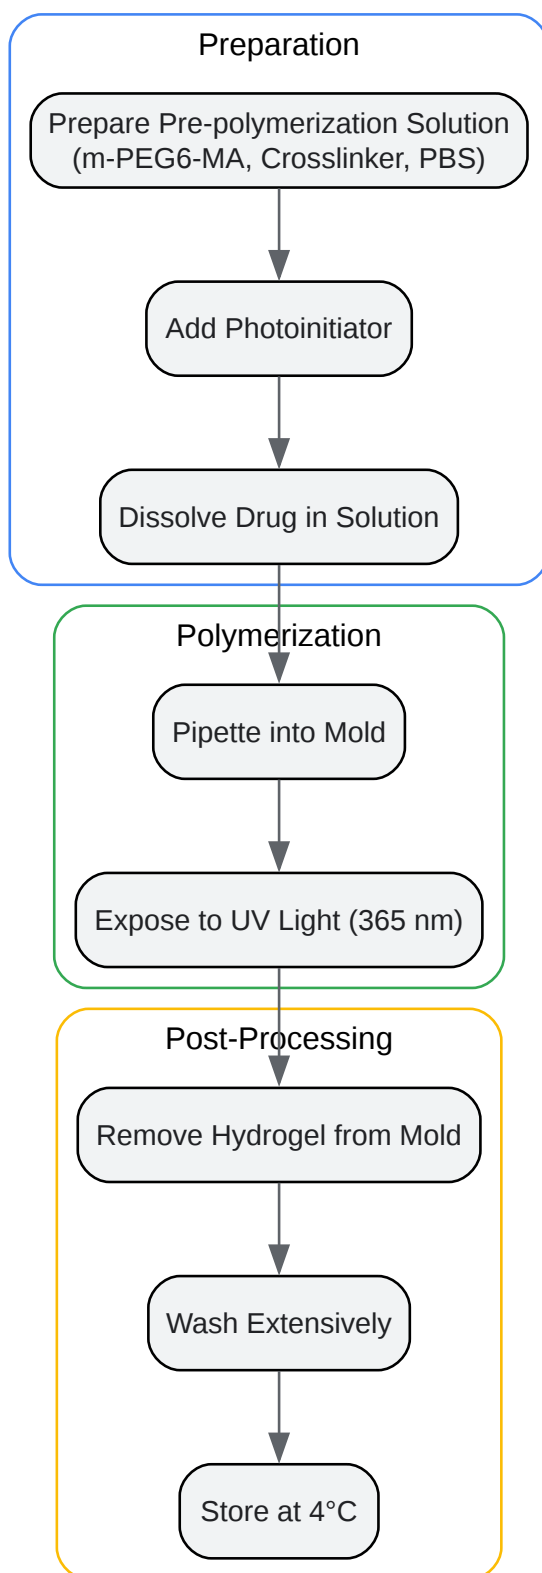 Preparation
Prepare Pre-polymerization Solution
(m-PEG6-MA, Crosslinker, PBS)
Add Photoinitiator
Dissolve Drug in Solution
Polymerization
Pipette into Mold
Expose to UV Light (365 nm)
Post-Processing
Remove Hydrogel from Mold
Wash Extensively
Store at 4°C